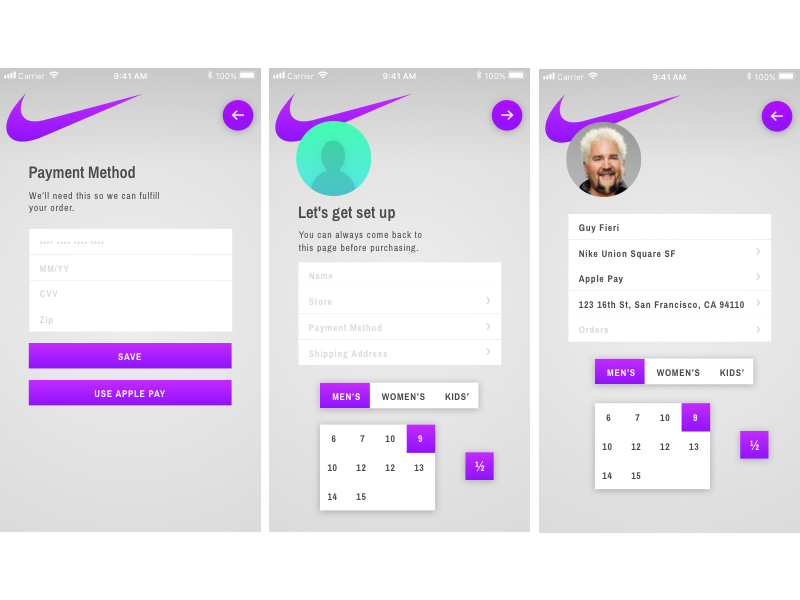 Carrier 9:41 AM 100%
Payment Method
We'll need this so we can fulfill
your order.
•••• •••• •••• ••••
MM/YY
CVV
Zip
SAVE
USE APPLE PAY
Carrier 9:41 AM 100%
Let's get set up
You can always come back to
this page before purchasing.
Name
Store
Payment Method
Shipping Address
MEN'S WOMEN'S KIDS'
6 7 10 9
10 12 12 13
14 15
½
Carrier 9:41 AM 100%
Guy Fieri
Nike Union Square SF
Apple Pay
123 16th St, San Francisco, CA 94110
Orders
MEN'S WOMEN'S KIDS'
6 7 10 9
10 12 12 13
14 15
½